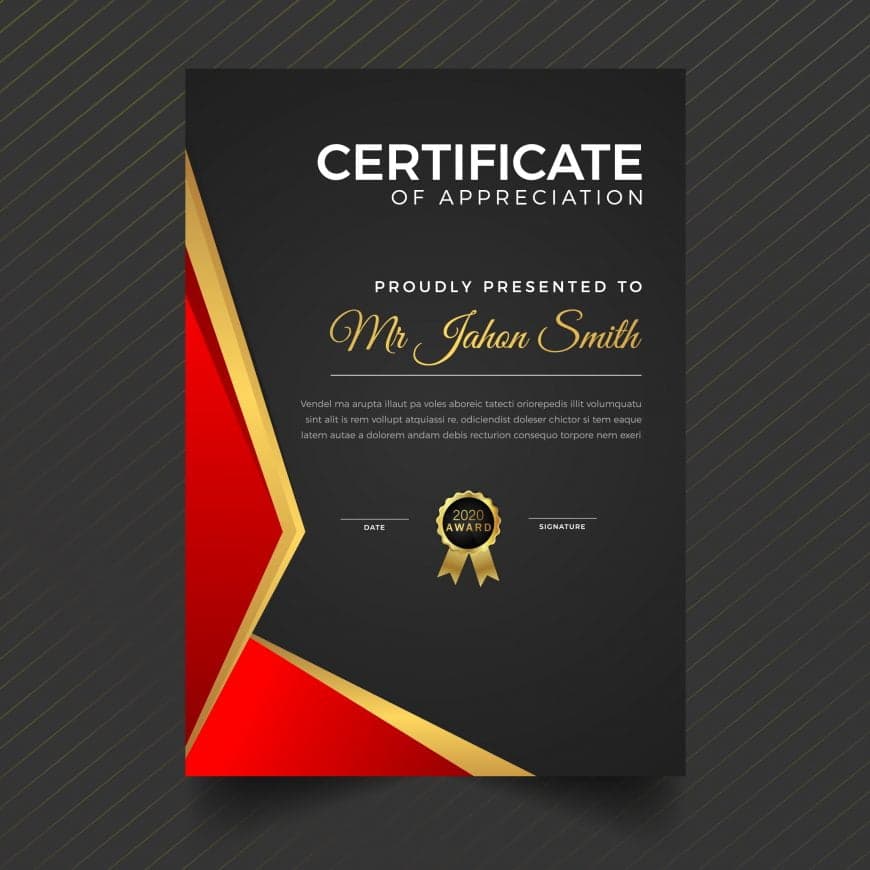 CERTIFICATE
OF APPRECIATION
PROUDLY PRESENTED TO
Mr Jahon Smith
Vendel ma arupta illaut pa voles aboreic tatecti oriorepedis illit volumquatu
sint alit is rem vollupt atquiassi re, odiciendist doleser chictor si tem eaque
latem autae a dolorem andam debis recturion consequo torpore nem exeri
DATE
2020
AWARD
SIGNATURE